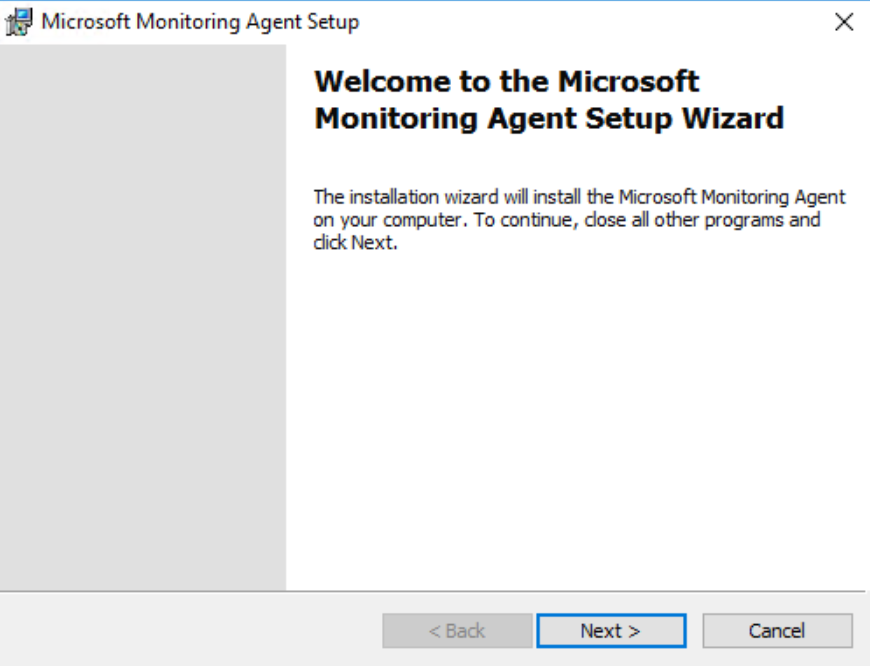 Microsoft Monitoring Agent Setup
Welcome to the Microsoft
Monitoring Agent Setup Wizard
The installation wizard will install the Microsoft Monitoring Agent
on your computer. To continue, close all other programs and
click Next.
< Back
Next >
Cancel